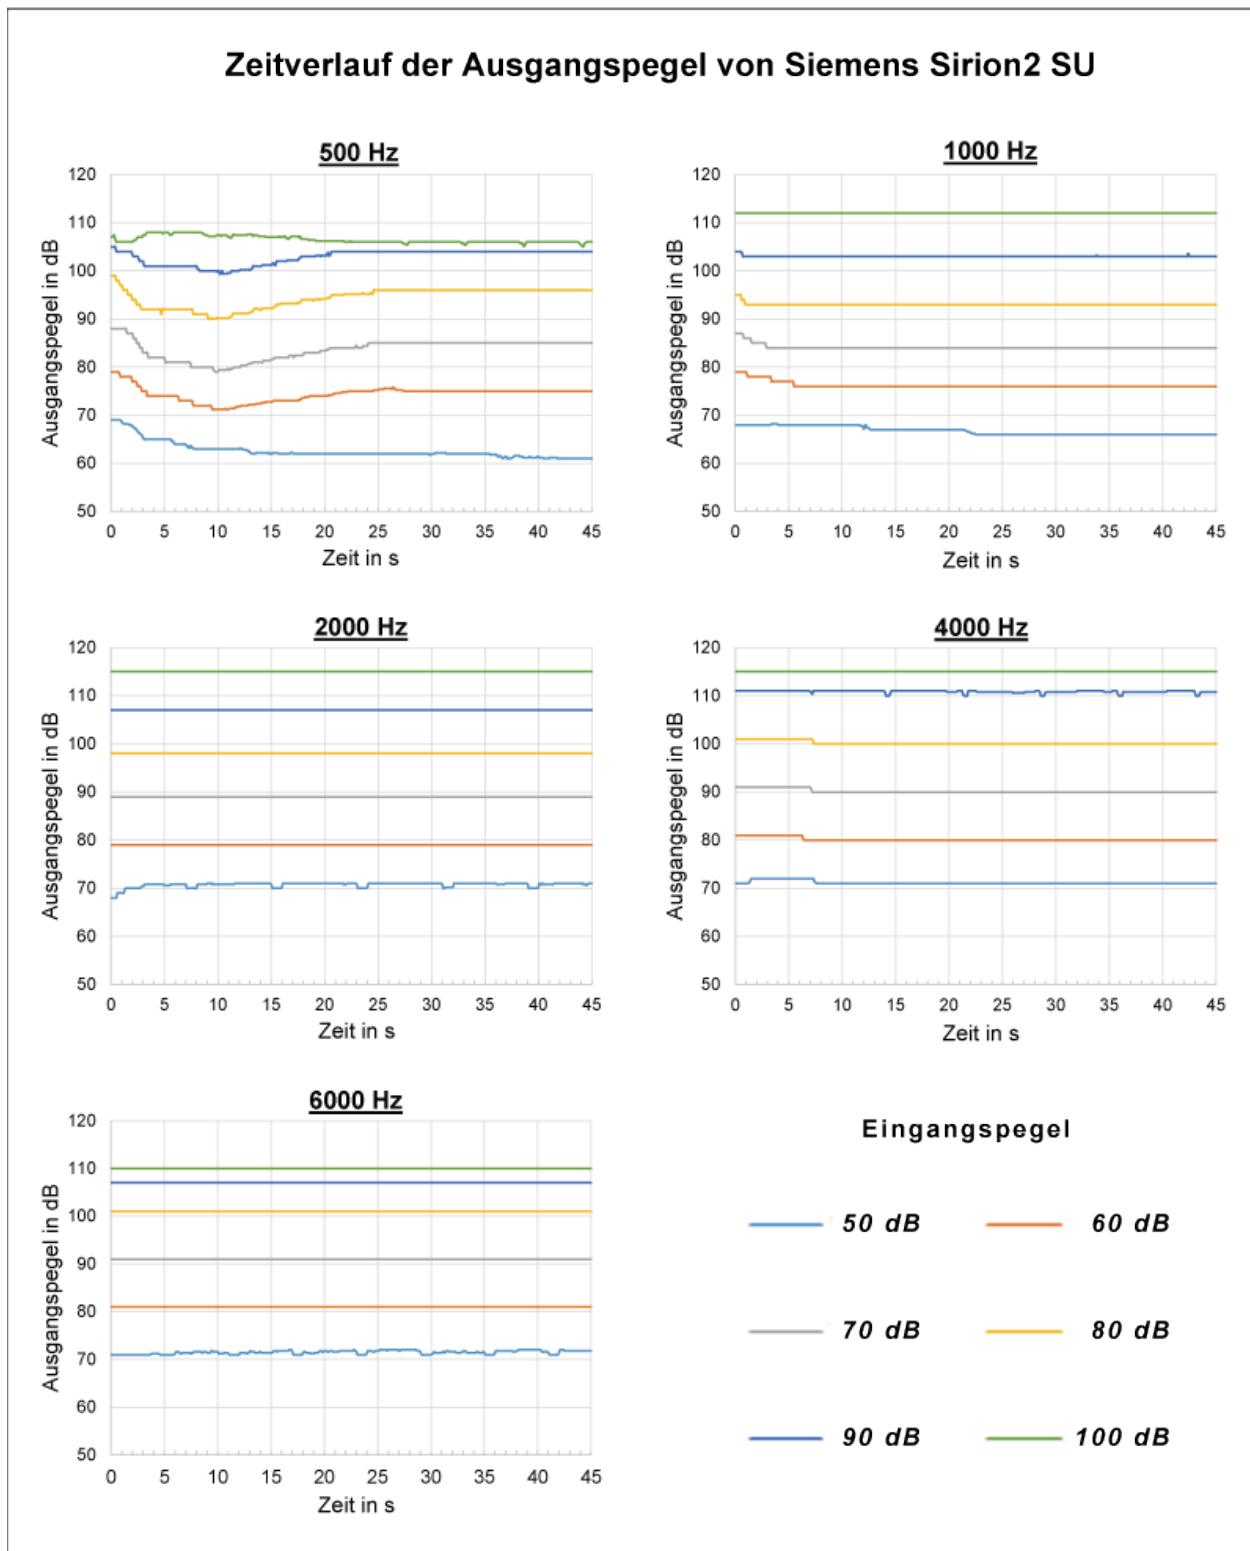 Zeitverlauf der Ausgangspegel von Siemens Sirion2 SU
500 Hz
Ausgangspegel in dB
120
110
100
90
80
70
60
50
0 5 10 15 20 25 30 35 40 45
Zeit in s
1000 Hz
Ausgangspegel in dB
120
110
100
90
80
70
60
50
0 5 10 15 20 25 30 35 40 45
Zeit in s
2000 Hz
Ausgangspegel in dB
120
110
100
90
80
70
60
50
0 5 10 15 20 25 30 35 40 45
Zeit in s
4000 Hz
Ausgangspegel in dB
120
110
100
90
80
70
60
50
0 5 10 15 20 25 30 35 40 45
Zeit in s
6000 Hz
Ausgangspegel in dB
120
110
100
90
80
70
60
50
0 5 10 15 20 25 30 35 40 45
Zeit in s
Eingangspegel
50 dB 60 dB
70 dB 80 dB
90 dB 100 dB